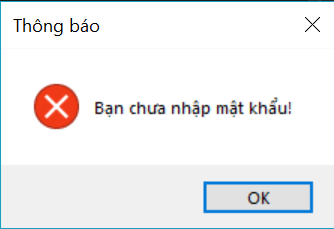 Thông báo
Bạn chưa nhập mật khẩu!
OK